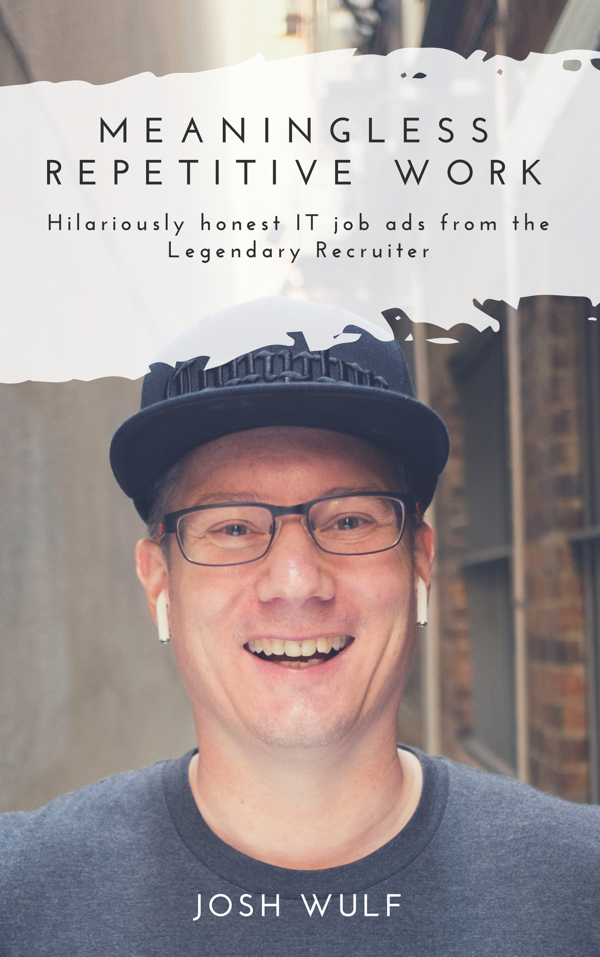 MEANINGLESS
REPETITIVE WORK
Hilariously honest IT job ads from the
Legendary Recruiter
JOSH WULF